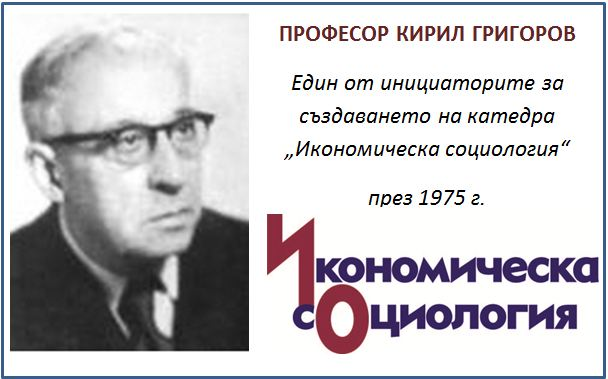 ПРОФЕСОР КИРИЛ ГРИГОРОВ
Един от инициаторите за
създаването на катедра
„Икономическа социология“
през 1975 г.
Икономическа
социология